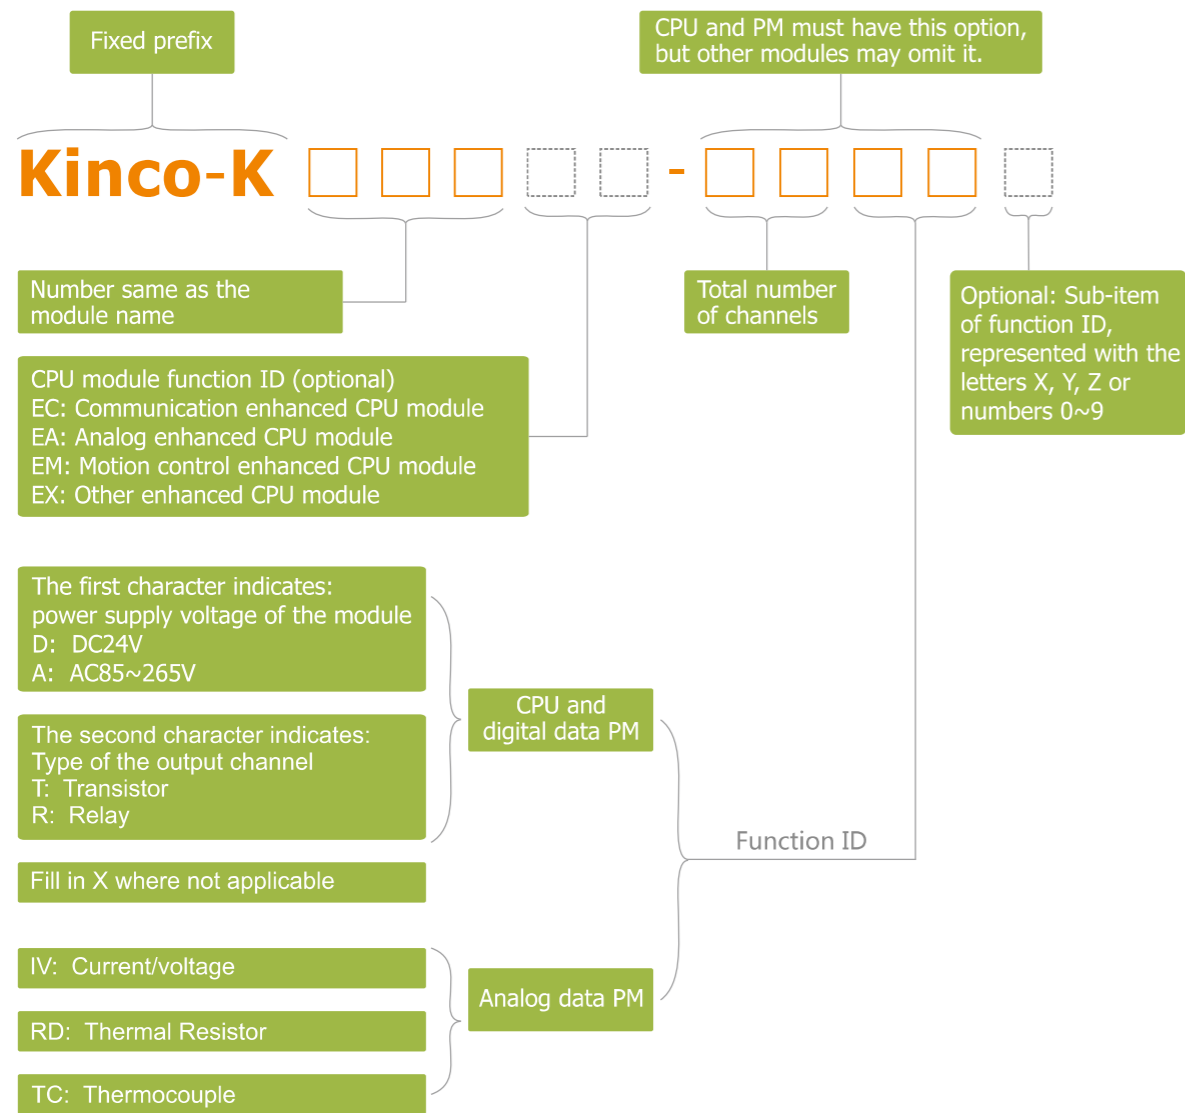 Fixed prefix
CPU and PM must have this option,
but other modules may omit it.
Kinco-K -
Number same as the
module name
Total number
of channels
Optional: Sub-item
of function ID,
represented with the
letters X, Y, Z or
numbers 0~9
CPU module function ID (optional)
EC: Communication enhanced CPU module
EA: Analog enhanced CPU module
EM: Motion control enhanced CPU module
EX: Other enhanced CPU module
The first character indicates:
power supply voltage of the module
D: DC24V
A: AC85~265V
CPU and
digital data PM
The second character indicates:
Type of the output channel
T: Transistor
R: Relay
Function ID
Fill in X where not applicable
IV: Current/voltage
Analog data PM
RD: Thermal Resistor
TC: Thermocouple